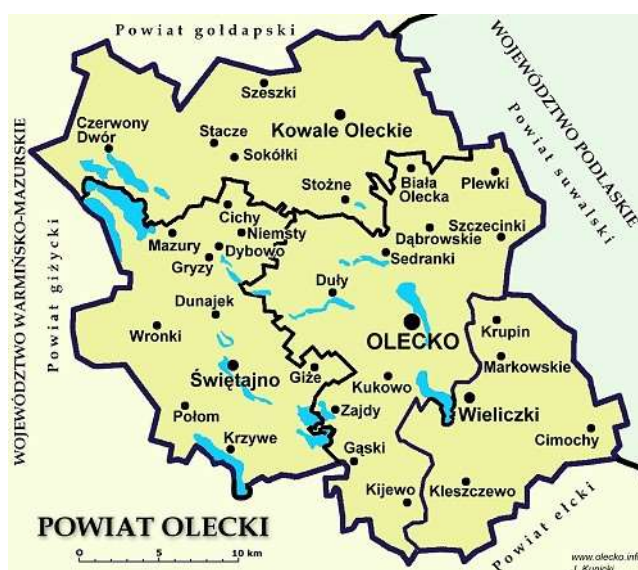 Powiat gołdapski
WOJEWÓDZTWO PODLASKIE
Powiat suwalski
Szeszki
Kowale Oleckie
Czerwony
Dwór
Stacze
Sokółki
Stożne
Biała
Olecka
Plewki
WOJEWÓDZTWO WARMIŃSKO-MAZURSKIE
Powiat giżycki
Cichy
Niemsty
Mazury
Dybowo
Gryzy
Dąbrowskie
Szczecinki
Sedranki
Duły
Dunajek
Wronki
OLECKO
Krupin
Markowskie
Świętajno
Giże
Kukowo
Wieliczki
Połom
Zajdy
Cimochy
Krzywe
Gąski
Kijewo
Kleszczewo
Powiat ełcki
POWIAT OLECKI
0 5 10 km
www.olecko.inf
J. Kunicki